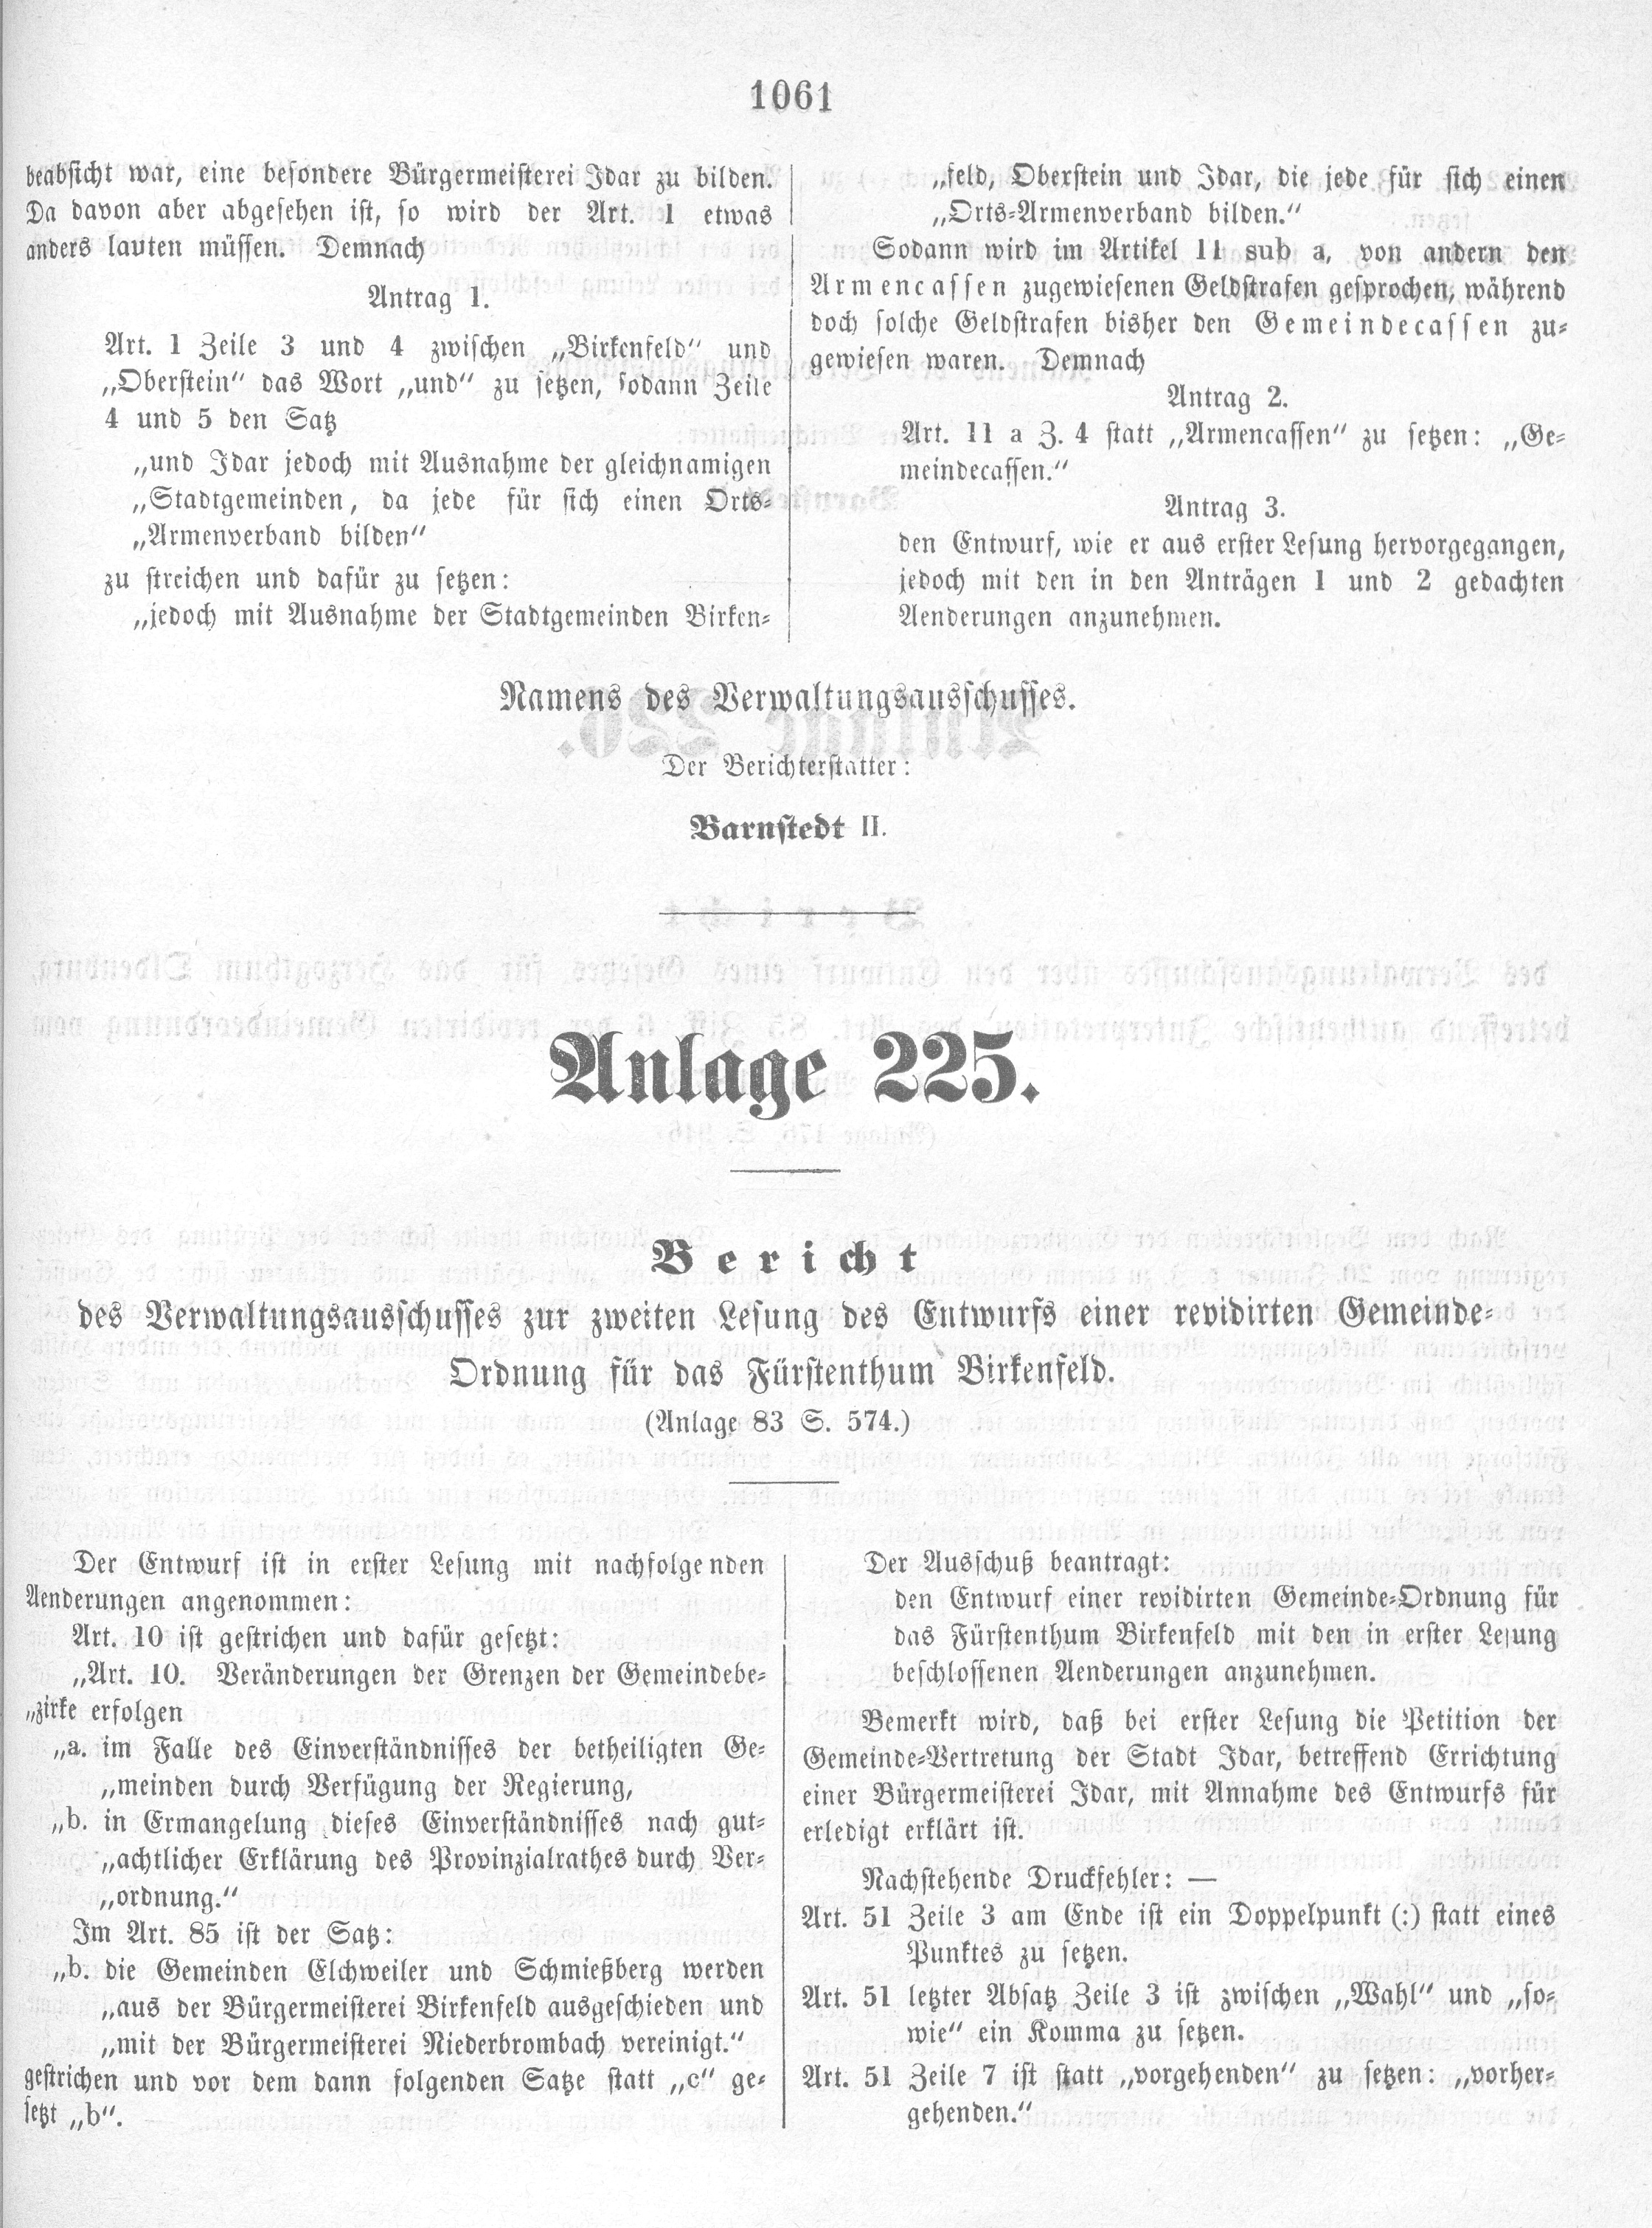 1061
beabsicht war, eine besondere Bürgermeisterei Idar zu bilden.
Da davon aber abgesehen ist, so wird der Art. 1 etwas
anders lauten müssen. Demnach
Antrag 1.
Art. 1 Zeile 3 und 4 zwischen „Birkenfeld“ und
„Oberstein“ das Wort „und“ zu setzen, sodann Zeile
4 und 5 den Satz
„und Idar jedoch mit Ausnahme der gleichnamigen
„Stadtgemeinden, da jede für sich einen Orts-
„Armenverband bilden“
zu streichen und dafür zu setzen:
„jedoch mit Ausnahme der Stadtgemeinden Birken-
„feld, Oberstein und Idar, die jede für sich einen
„Orts-Armenverband bilden.“
Sodann wird im Artikel 11 sub a, von andern den
Armencassen zugewiesenen Geldstrafen gesprochen, während
doch solche Geldstrafen bisher den Gemeindecassen zu-
gewiesen waren. Demnach
Antrag 2.
Art. 11 a Z. 4 statt „Armencassen“ zu setzen: „Ge-
meindecassen.“
Antrag 3.
den Entwurf, wie er aus erster Lesung hervorgegangen,
jedoch mit den in den Anträgen 1 und 2 gedachten
Aenderungen anzunehmen.
Namens des Verwaltungsausschusses.
Der Berichterstatter:
Barnstedt II.
Anlage 225.
Bericht
des Verwaltungsausschusses zur zweiten Lesung des Entwurfs einer revidirten Gemeinde-
Ordnung für das Fürstenthum Birkenfeld.
(Anlage 83 S. 574.)
Der Entwurf ist in erster Lesung mit nachfolgenden
Aenderungen angenommen:
Art. 10 ist gestrichen und dafür gesetzt:
„Art. 10. Veränderungen der Grenzen der Gemeindebe-
„zirke erfolgen
„a. im Falle des Einverständnisses der betheiligten Ge-
„meinden durch Verfügung der Regierung,
„b. in Ermangelung dieses Einverständnisses nach gut-
„achtlicher Erklärung des Provinzialrathes durch Ver-
„ordnung.“
Im Art. 85 ist der Satz:
„b. die Gemeinden Elchweiler und Schmießberg werden
„aus der Bürgermeisterei Birkenfeld ausgeschieden und
„mit der Bürgermeisterei Niederbrombach vereinigt.“
gestrichen und vor dem dann folgenden Satze statt „c“ ge-
setzt „b“.
Der Ausschuß beantragt:
den Entwurf einer revidirten Gemeinde-Ordnung für
das Fürstenthum Birkenfeld mit den in erster Lesung
beschlossenen Aenderungen anzunehmen.
Bemerkt wird, daß bei erster Lesung die Petition der
Gemeinde-Vertretung der Stadt Idar, betreffend Errichtung
einer Bürgermeisterei Idar, mit Annahme des Entwurfs für
erledigt erklärt ist.
Nachstehende Druckfehler: —
Art. 51 Zeile 3 am Ende ist ein Doppelpunkt (:) statt eines
Punktes zu setzen.
Art. 51 letzter Absatz Zeile 3 ist zwischen „Wahl“ und „so-
wie“ ein Komma zu setzen.
Art. 51 Zeile 7 ist statt „vorgehenden“ zu setzen: „vorher-
gehenden.“